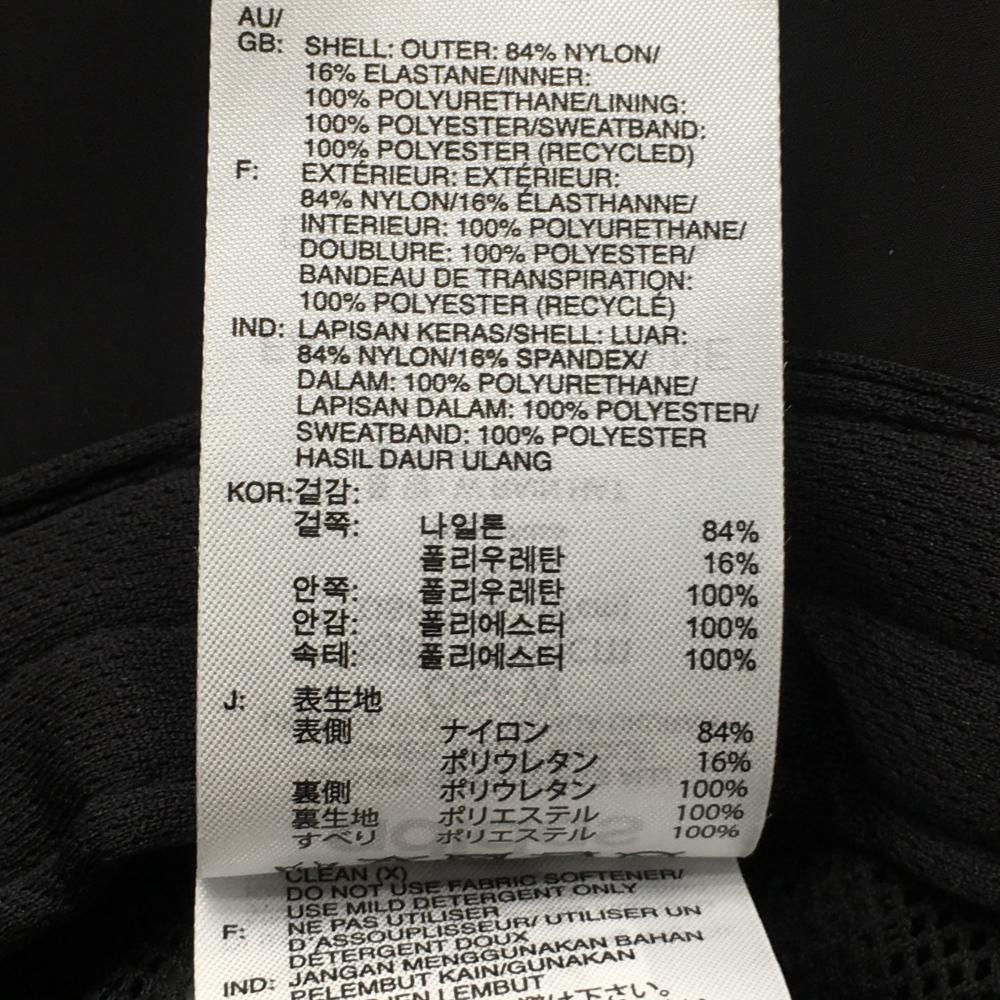 AU/
GB: SHELL: OUTER: 84% NYLON/
16% ELASTANE/INNER:
100% POLYURETHANE/LINING:
100% POLYESTER/SWEATBAND:
100% POLYESTER (RECYCLED)
F: EXTÉRIEUR: EXTÉRIEUR:
84% NYLON/16% ÉLASTHANNE/
INTERIEUR: 100% POLYURETHANE/
DOUBLURE: 100% POLYESTER/
BANDEAU DE TRANSPIRATION:
100% POLYESTER (RECYCLÉ)
IND: LAPISAN KERAS/SHELL: LUAR:
84% NYLON/16% SPANDEX/
DALAM: 100% POLYURETHANE/
LAPISAN DALAM: 100% POLYESTER/
SWEATBAND: 100% POLYESTER
HASIL DAUR ULANG
KOR: 겉감:
겉쪽: 나일론 84%
폴리우레탄 16%
안쪽: 폴리우레탄 100%
안감: 폴리에스터 100%
속테: 폴리에스터 100%
J: 表生地
表側 ナイロン 84%
ポリウレタン 16%
裏側 ポリウレタン 100%
裏生地 ポリエステル 100%
すべり ポリエステル 100%
CLEAN (X)
DO NOT USE FABRIC SOFTENER/
USE MILD DETERGENT ONLY
F: NE PAS UTILISER
D'ASSOUPLISSEUR/ UTILISER UN
DÉTERGENT DOUX
IND: JANGAN MENGGUNAKAN BAHAN
PELEMBUT KAIN/GUNAKAN
LEMBUT
下さい。